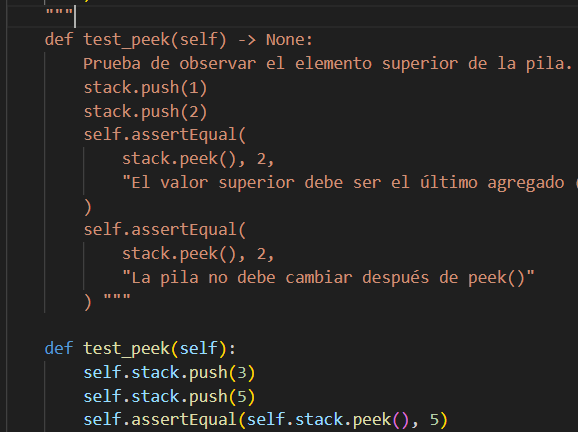 """
def test_peek(self) -> None:
Prueba de observar el elemento superior de la pila.
stack.push(1)
stack.push(2)
self.assertEqual(
stack.peek(), 2,
"El valor superior debe ser el último agregado (
)
self.assertEqual(
stack.peek(), 2,
"La pila no debe cambiar después de peek()"
) """
def test_peek(self):
self.stack.push(3)
self.stack.push(5)
self.assertEqual(self.stack.peek(), 5)